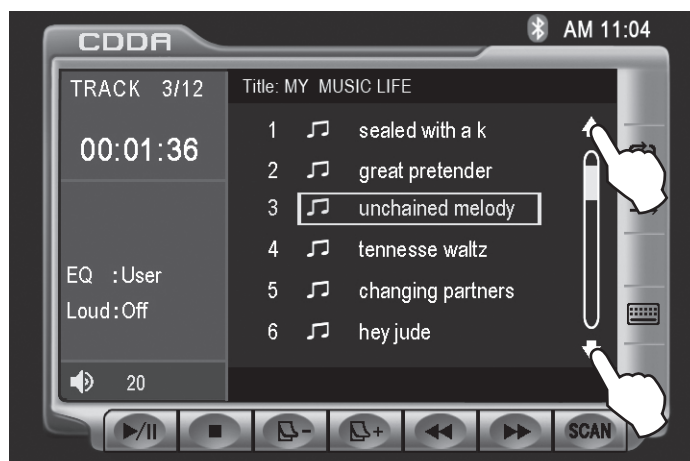 CDDA
AM 11:04
TRACK 3/12
Title: MY MUSIC LIFE
00:01:36
1 sealed with a k
2 great pretender
3 unchained melody
4 tennesse waltz
5 changing partners
6 hey jude
EQ :User
Loud:Off
20
- + SCAN